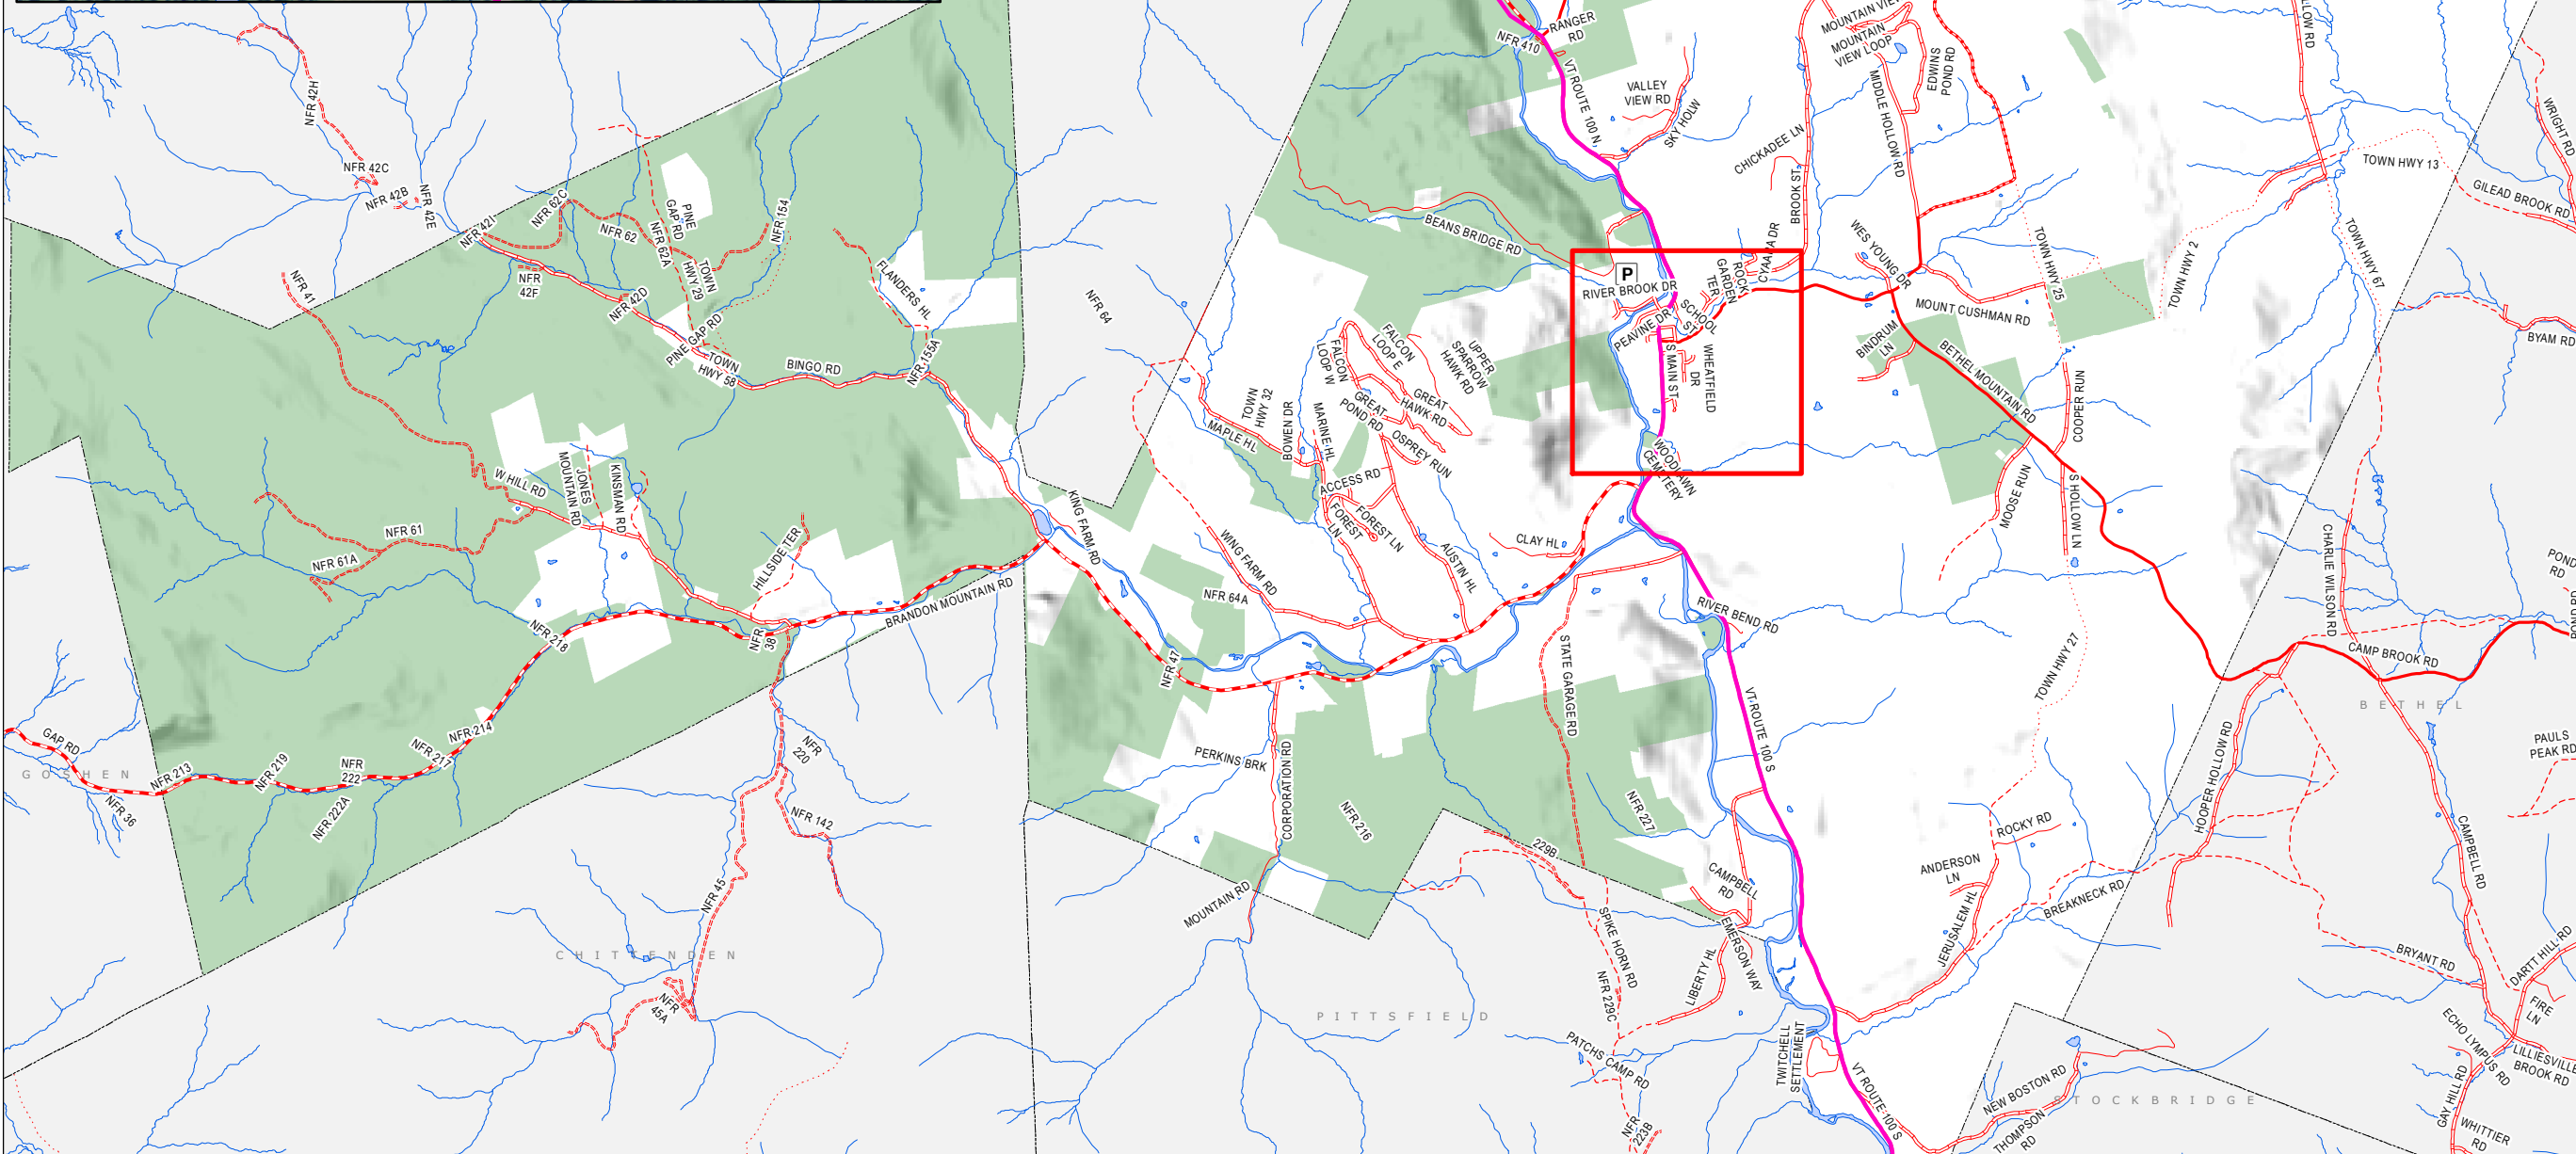 NFR 42H
NFR 42C
NFR 42B
NFR 42E
NFR 42I
NFR 62C
NFR 62
PINE
GAP RD
NFR 62A
TOWN
HWY 29
NFR 154
NFR
42F
NFR 42D
PINE GAP RD
TOWN
HWY 58
BINGO RD
FLANDERS HL
NFR 155A
NFR 41
W HILL RD
JONES
MOUNTAIN RD
KINSMAN RD
NFR 61
NFR 61A
HILLSIDE TER
NFR
38
BRANDON MOUNTAIN RD
NFR 218
NFR 214
NFR 217
NFR
222
NFR 222A
NFR 219
NFR 213
GAP RD
GOSHEN
NFR 36
NFR
220
NFR 142
NFR 45
CHITTENDEN
NFR
45A
NFR 64
KING FARM RD
NFR 47
NFR 64A
WING FARM RD
PERKINS BRK
CORPORATION RD
MOUNTAIN RD
NFR 216
PITTSFIELD
TOWN
HWY 32
MAPLE HL
BOWEN DR
MARINE HL
FALCON
LOOP W
FALCON
LOOP E
UPPER
SPARROW
HAWK RD
GREAT
HAWK RD
GREAT
POND RD
OSPREY RUN
ACCESS RD
FOREST
LN
FOREST LN
AUSTIN HL
CLAY HL
STATE GARAGE RD
NFR 227
229B
SPIKE HORN RD
NFR 229C
PATCHS CAMP RD
NFR
223B
CAMPBELL
RD
EMERSON WAY
LIBERTY HL
TWITCHELL
SETTLEMENT
NFR 410
RANGER
RD
VT ROUTE 100 N
VALLEY
VIEW RD
SKY HOLW
BEANS BRIDGE RD
P
RIVER BROOK DR
PEAVINE DR
SCHOOL
ST
ROCK
GARDEN
TER
CYAARA DR
S MAIN ST
WHEATFIELD
DR
WOODLAWN
CEMETERY
CHICKADEE LN
BROOK ST
MOUNTAIN VIEW
MOUNTAIN
VIEW LOOP
MIDDLE HOLLOW RD
EDWINS
POND RD
WES YOUNG DR
MOUNT CUSHMAN RD
BINDRUM
LN
BETHEL MOUNTAIN RD
TOWN HWY 25
COOPER RUN
MOOSE RUN
S HOLLOW LN
TOWN HWY 27
RIVER BEND RD
VT ROUTE 100 S
ROCKY RD
ANDERSON
LN
JERUSALEM HL
BREAKNECK RD
VT ROUTE 100 S
NEW BOSTON RD
THOMPSON
RD
STOCKBRIDGE
LLOW RD
TOWN HWY 13
TOWN HWY 2
TOWN HWY 67
WRIGHT RD
GILEAD BROOK RD
BYAM RD
CHARLIE WILSON RD
POND
RD
CAMP BROOK RD
BETHEL
PAULS
PEAK RD
HOOPER HOLLOW RD
CAMPBELL RD
BRYANT RD
DARTT HILL RD
FIRE
LN
ECHO LYMPUS RD
LILLIESVILLE
BROOK RD
GAY HILL RD
WHITTIER
RD